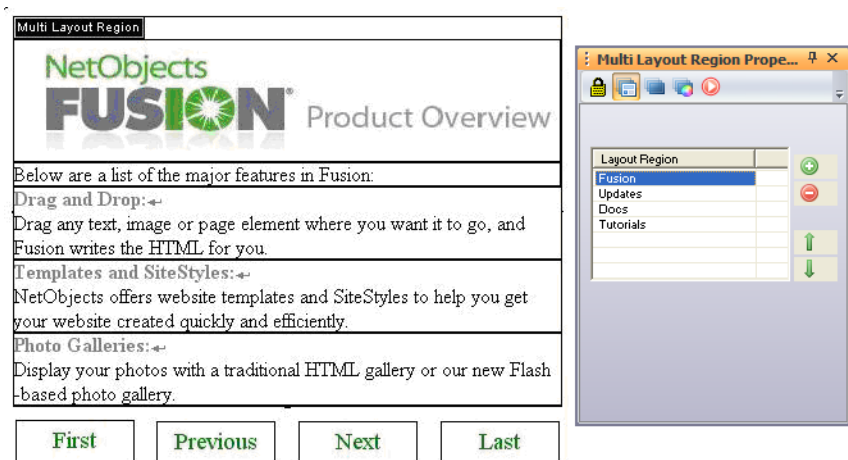 Multi Layout Region
NetObjects
FUSION® Product Overview
Below are a list of the major features in Fusion:
Drag and Drop:↵
Drag any text, image or page element where you want it to go, and
Fusion writes the HTML for you.
Templates and SiteStyles:↵
NetObjects offers website templates and SiteStyles to help you get
your website created quickly and efficiently.
Photo Galleries:↵
Display your photos with a traditional HTML gallery or our new Flash
-based photo gallery.
First Previous Next Last
Multi Layout Region Prope...
Layout Region
Fusion
Updates
Docs
Tutorials